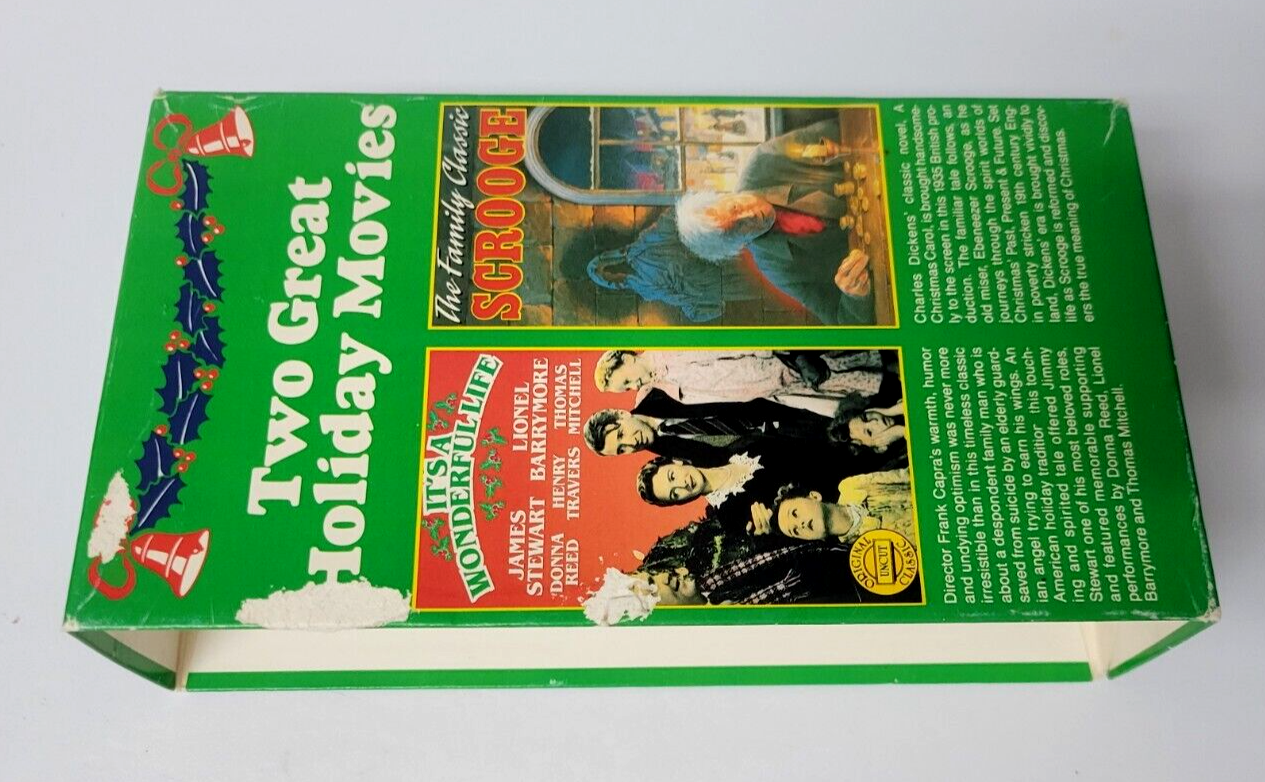 Two Great
Holiday Movies
IT'S A
WONDERFUL LIFE
JAMES STEWART
LIONEL BARRYMORE
DONNA REED
HENRY TRAVERS
THOMAS MITCHELL
ORIGINAL
UNCUT
CLASSIC
Director Frank Capra's warmth, humor
and undying optimism was never more
irresistible than in this timeless classic
about a despondent family man who is
saved from suicide by an elderly guard-
ian angel trying to earn his wings. An
American holiday tradition this touch-
ing and spirited tale offered Jimmy
Stewart one of his most beloved roles,
and featured memorable supporting
performances by Donna Reed, Lionel
Barrymore and Thomas Mitchell.
The Family Classic
SCROOGE
Charles Dickens' classic novel, A
Christmas Carol, is brought handsome-
ly to the screen in this 1935 British pro-
duction. The familiar tale follows, an
old miser, Ebeneezer Scrooge, as he
journeys through the spirit worlds of
Christmas' Past, Present & Future. Set
in poverty stricken 19th century Eng-
land, Dickens' era is brought vividly to
life as Scrooge is reformed and discov-
ers the true meaning of Christmas.